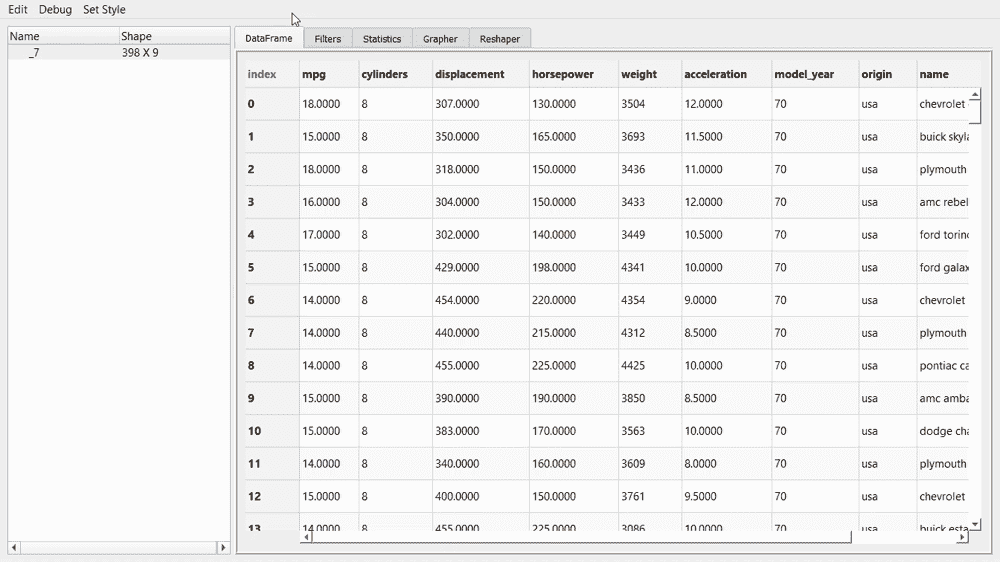 Edit Debug Set Style
Name Shape
_7 398 X 9
DataFrame Filters Statistics Grapher Reshaper
index mpg cylinders displacement horsepower weight acceleration model_year origin name
0 18.0000 8 307.0000 130.0000 3504 12.0000 70 usa chevrolet
1 15.0000 8 350.0000 165.0000 3693 11.5000 70 usa buick skyla
2 18.0000 8 318.0000 150.0000 3436 11.0000 70 usa plymouth
3 16.0000 8 304.0000 150.0000 3433 12.0000 70 usa amc rebel
4 17.0000 8 302.0000 140.0000 3449 10.5000 70 usa ford torino
5 15.0000 8 429.0000 198.0000 4341 10.0000 70 usa ford galax
6 14.0000 8 454.0000 220.0000 4354 9.0000 70 usa chevrolet
7 14.0000 8 440.0000 215.0000 4312 8.5000 70 usa plymouth
8 14.0000 8 455.0000 225.0000 4425 10.0000 70 usa pontiac ca
9 15.0000 8 390.0000 190.0000 3850 8.5000 70 usa amc amba
10 15.0000 8 383.0000 170.0000 3563 10.0000 70 usa dodge cha
11 14.0000 8 340.0000 160.0000 3609 8.0000 70 usa plymouth
12 15.0000 8 400.0000 150.0000 3761 9.5000 70 usa chevrolet
13 14.0000 8 455.0000 225.0000 3086 10.0000 70 usa buick esta